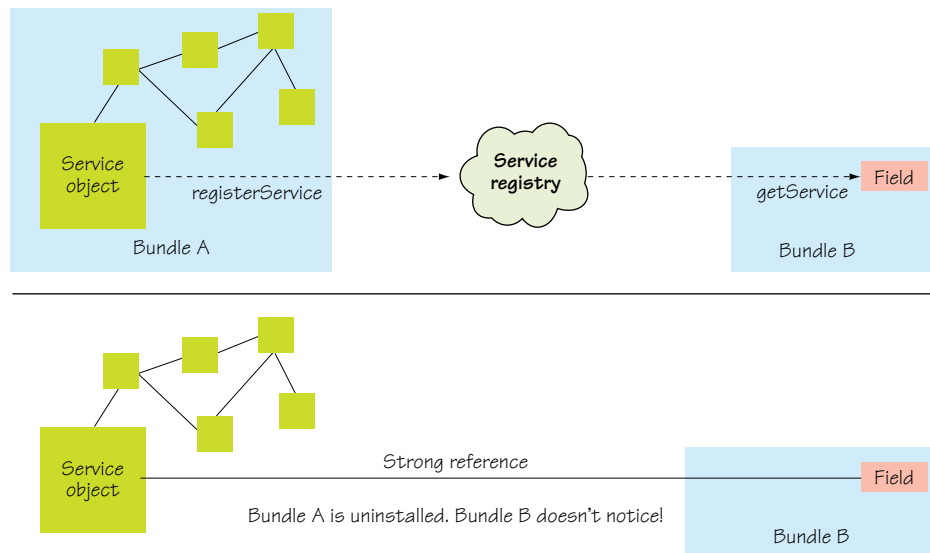 Service
object
registerService
Bundle A
Service
registry
getService
Field
Bundle B
Service
object
Strong reference
Field
Bundle A is uninstalled. Bundle B doesn't notice!
Bundle B